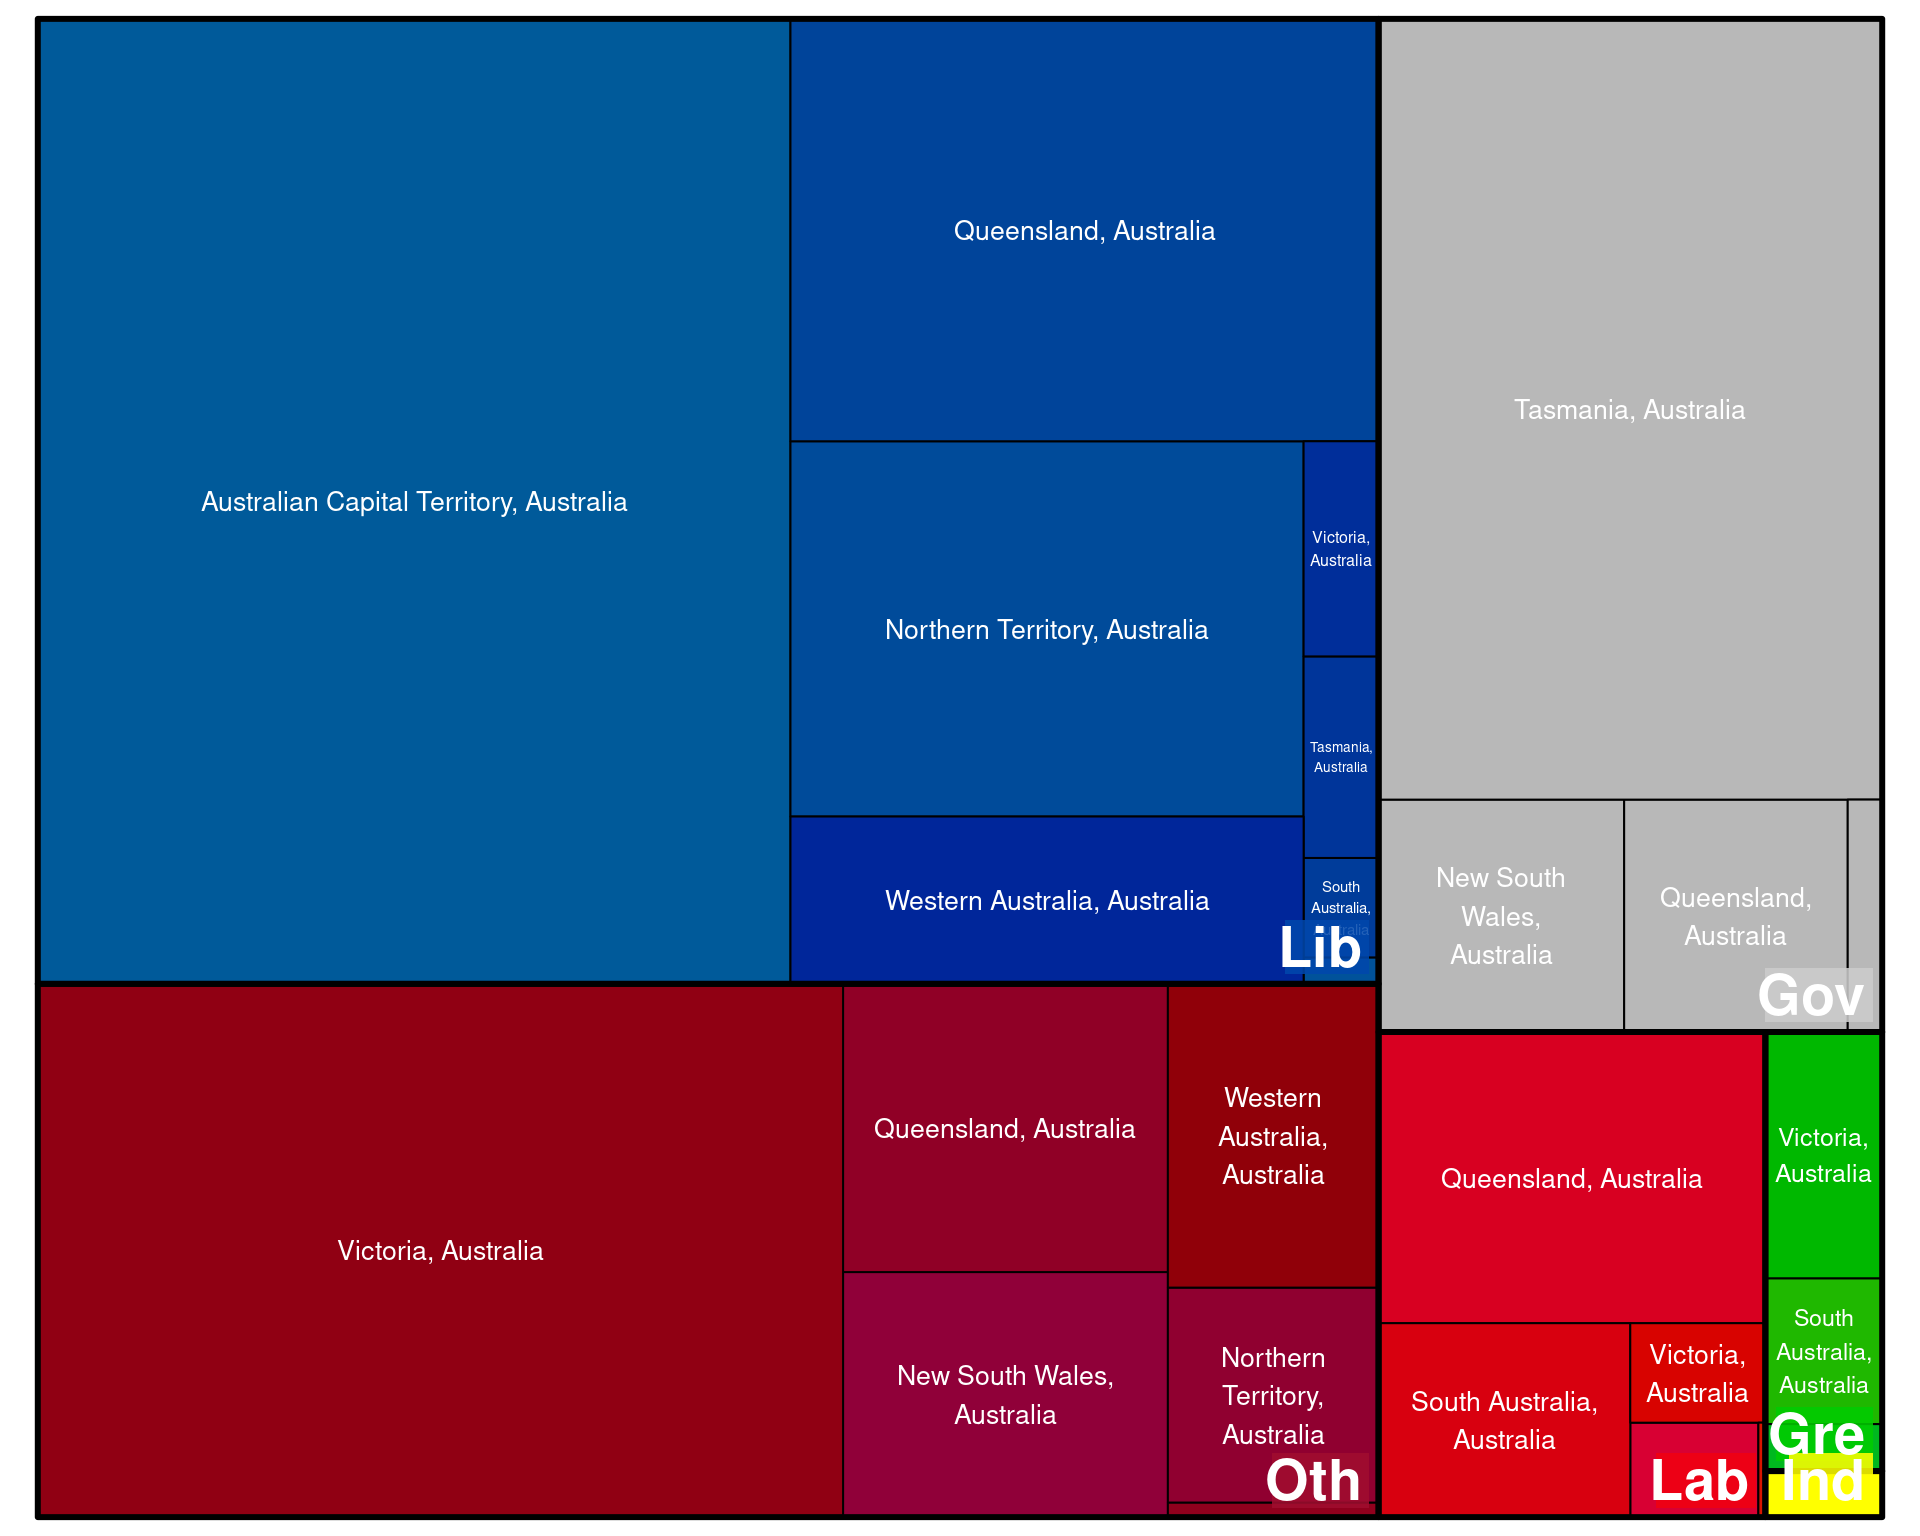 Australian Capital Territory, Australia
Queensland, Australia
Northern Territory, Australia
Victoria,
Australia
Tasmania,
Australia
Western Australia, Australia
South
Australia,
Lib
Tasmania, Australia
New South
Wales,
Australia
Queensland,
Australia
Gov
Victoria, Australia
Queensland, Australia
New South Wales,
Australia
Western
Australia,
Australia
Northern
Territory,
Australia
Oth
Queensland, Australia
South Australia,
Australia
Victoria,
Australia
Lab
Victoria,
Australia
South
Australia,
Australia
Gre
Ind